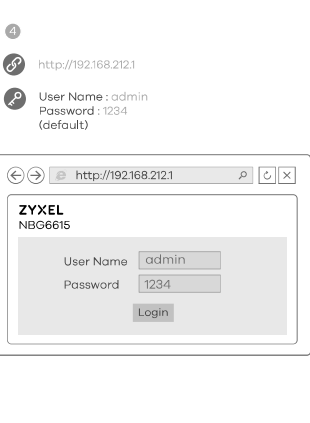 4
http://192.168.212.1
User Name : admin
Password : 1234
(default)
http://192.168.212.1
ZYXEL
NBG6615
User Name admin
Password 1234
Login